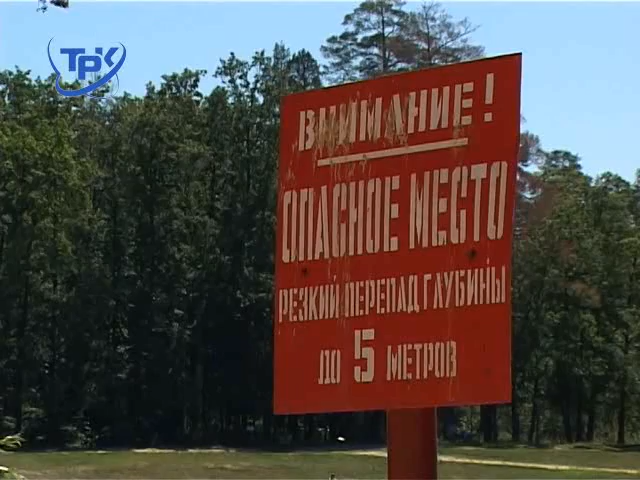 ТРК
ВНИМАНИЕ!
ОПАСНОЕ МЕСТО
РЕЗКИЙ ПЕРЕПАД ГЛУБИНЫ
ДО 5 МЕТРОВ